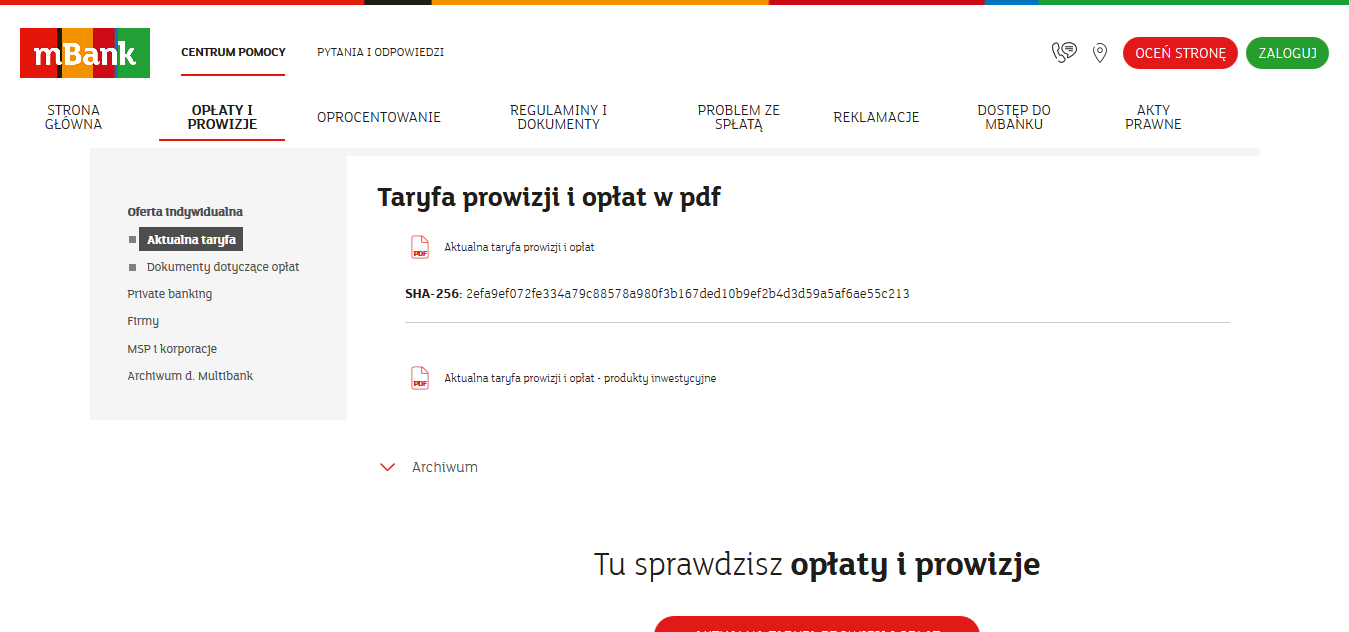 mBank
CENTRUM POMOCY
PYTANIA I ODPOWIEDZI
OCEŃ STRONĘ
ZALOGUJ
STRONA
GŁÓWNA
OPŁATY I
PROWIZJE
OPROCENTOWANIE
REGULAMINY I
DOKUMENTY
PROBLEM ZE
SPŁATĄ
REKLAMACJE
DOSTĘP DO
MBANKU
AKTY
PRAWNE
Oferta indywidualna
Aktualna taryfa
Dokumenty dotyczące opłat
Private banking
Firmy
MSP i korporacje
Archiwum d. Multibank
Taryfa prowizji i opłat w pdf
PDF
Aktualna taryfa prowizji i opłat
SHA-256: 2efa9ef072fe334a79c88578a980f3b167ded10b9ef2b4d3d59a5af6ae55c213
PDF
Aktualna taryfa prowizji i opłat - produkty inwestycyjne
Archiwum
Tu sprawdzisz opłaty i prowizje